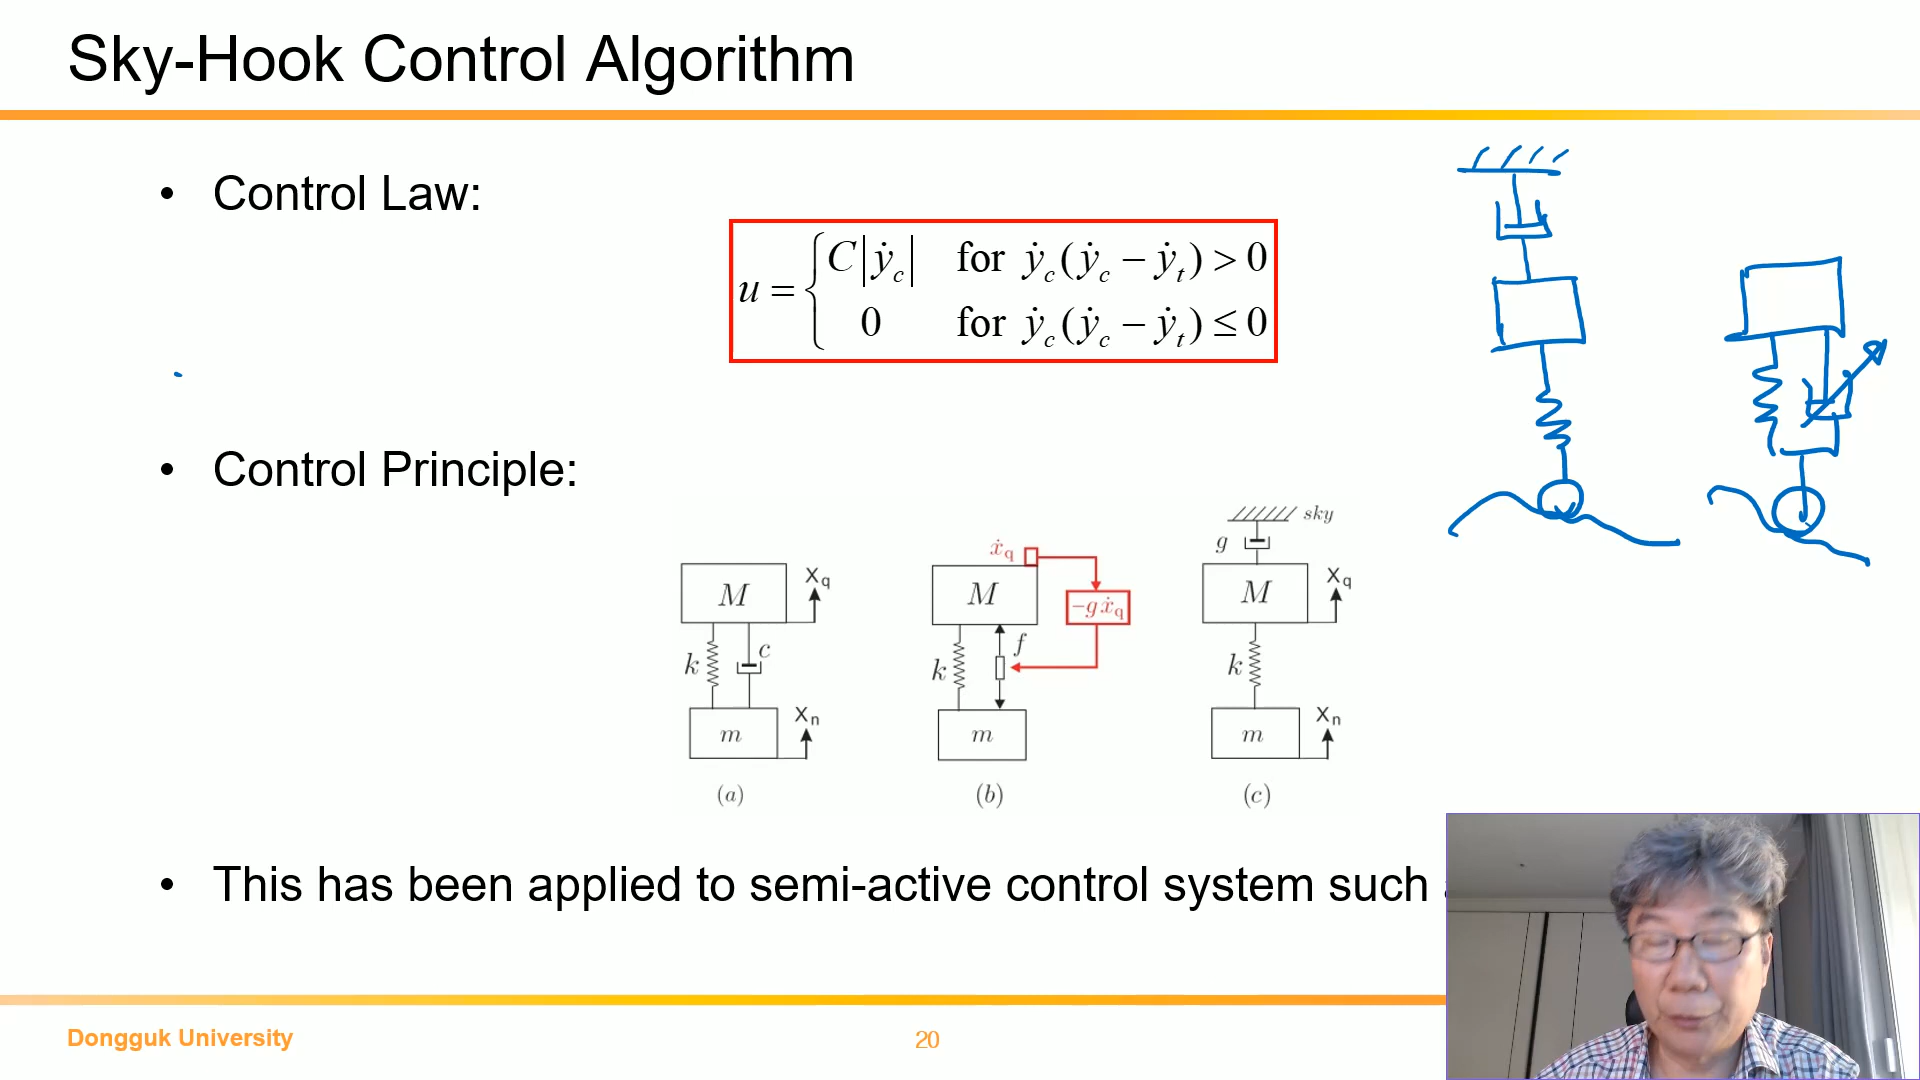 Sky-Hook Control Algorithm
• Control Law:
u = { C|ẏc| for ẏc(ẏc − ẏt) > 0
0 for ẏc(ẏc − ẏt) ≤ 0
• Control Principle:
sky
g
ẋq
M Xq M −gẋq M Xq
k c k f k
m Xn m m Xn
(a) (b) (c)
• This has been applied to semi-active control system such
Dongguk University 20